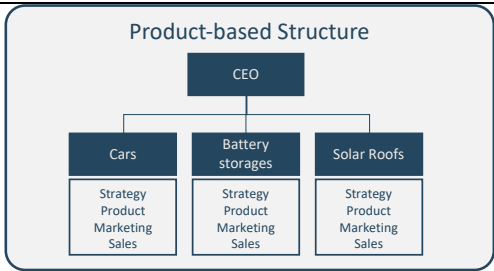 Product-based Structure
CEO
Cars
Battery
storages
Solar Roofs
Strategy
Product
Marketing
Sales
Strategy
Product
Marketing
Sales
Strategy
Product
Marketing
Sales